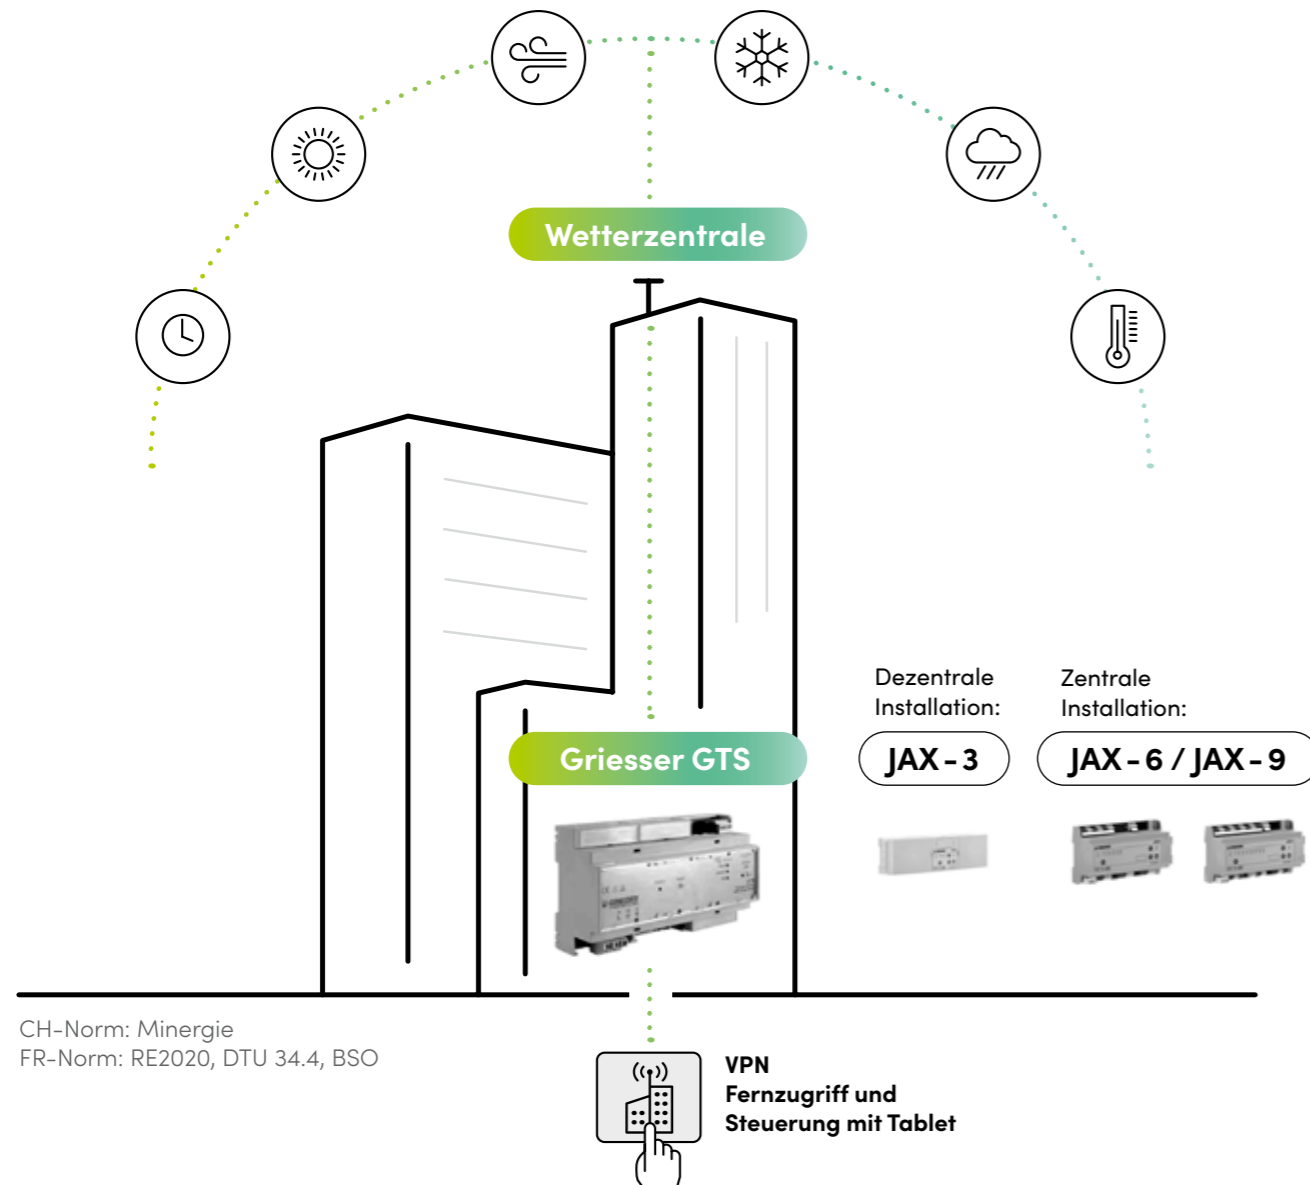 Wetterzentrale
Dezentrale
Installation:
JAX - 3
Zentrale
Installation:
JAX - 6 / JAX - 9
Griesser GTS
CH-Norm: Minergie
FR-Norm: RE2020, DTU 34.4, BSO
VPN
Fernzugriff und
Steuerung mit Tablet